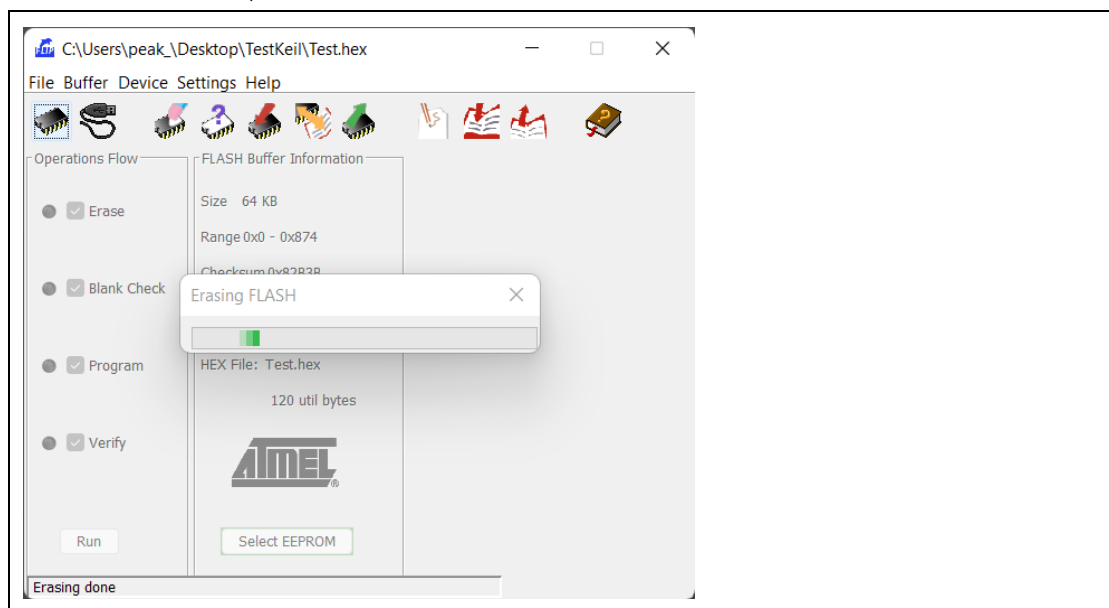 C:\Users\peak_\Desktop\TestKeil\Test.hex
File Buffer Device Settings Help
Operations Flow
FLASH Buffer Information
Erase
Size 64 KB
Range 0x0 - 0x874
Blank Check
Checksum 0x82B3B
Erasing FLASH
Program
HEX File: Test.hex
120 util bytes
Verify
ATMEL
Run
Select EEPROM
Erasing done